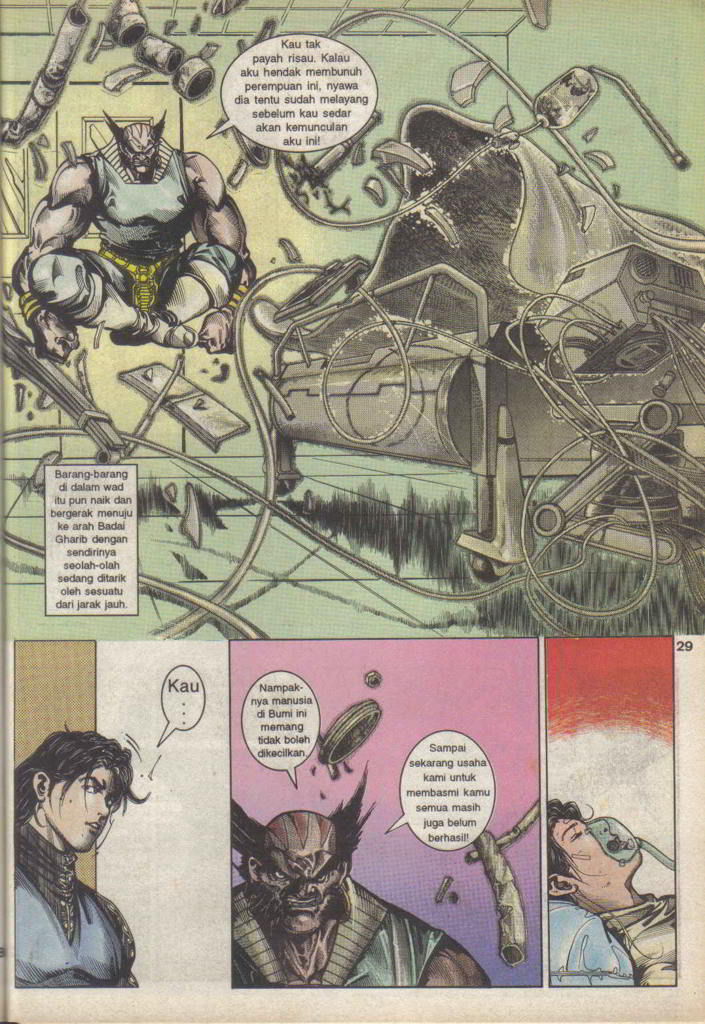 Kau tak
payah risau. Kalau
aku hendak membunuh
perempuan ini, nyawa
dia tentu sudah melayang
sebelum kau sedar
akan kemunculan
aku ini!
Barang-barang
di dalam wad
itu pun naik dan
bergerak menuju
ke arah Badai
Gharib dengan
sendirinya
seolah-olah
sedang ditarik
oleh sesuatu
dari jarak jauh.
29
Kau
...
Nampak-
nya manusia
di Bumi ini
memang
tidak boleh
dikecilkan.
Sampai
sekarang usaha
kami untuk
membasmi kamu
semua masih
juga belum
berhasil!